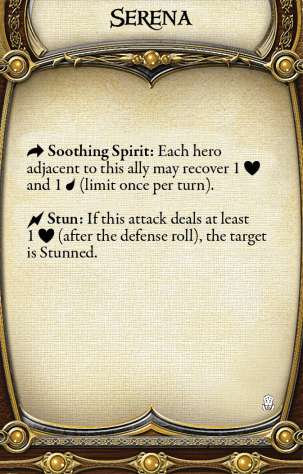 Serena
Soothing Spirit: Each hero
adjacent to this ally may recover 1
and 1 (limit once per turn).
Stun: If this attack deals at least
1 (after the defense roll), the target
is Stunned.